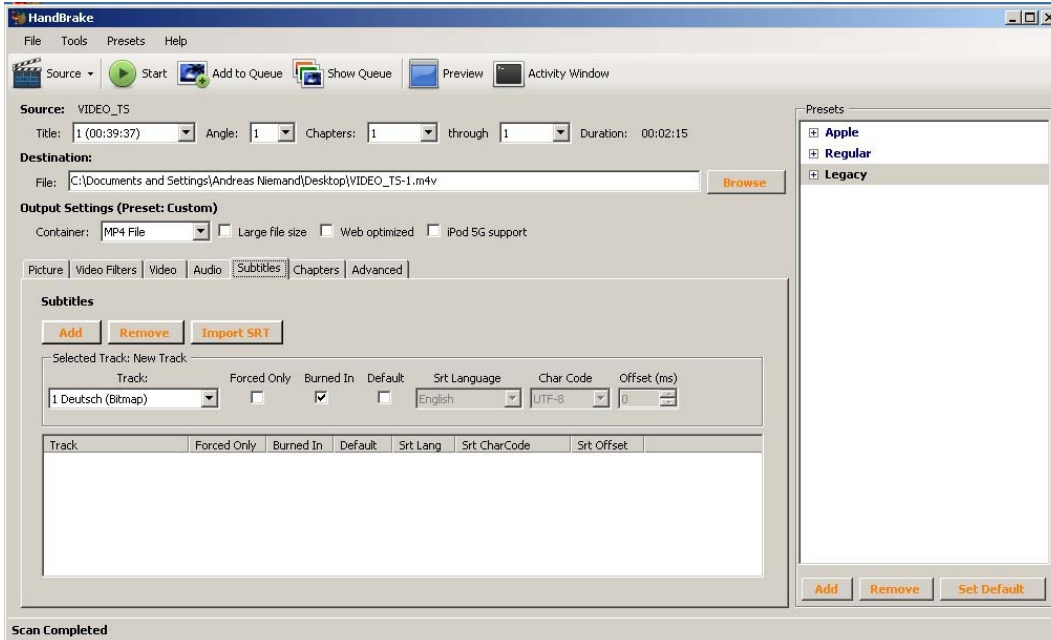 HandBrake
File Tools Presets Help
Source Start Add to Queue Show Queue Preview Activity Window
Source: VIDEO_TS
Title: 1 (00:39:37) Angle: 1 Chapters: 1 through 1 Duration: 00:02:15
Destination:
File: C:\Documents and Settings\Andreas Niemand\Desktop\VIDEO_TS-1.m4v Browse
Output Settings (Preset: Custom)
Container: MP4 File Large file size Web optimized iPod 5G support
Picture Video Filters Video Audio Subtitles Chapters Advanced
Subtitles
Add Remove Import SRT
Selected Track: New Track
Track: Forced Only Burned In Default Srt Language Char Code Offset (ms)
1 Deutsch (Bitmap) English UTF-8 0
Track Forced Only Burned In Default Srt Lang Srt CharCode Srt Offset
Presets
Apple
Regular
Legacy
Add Remove Set Default
Scan Completed